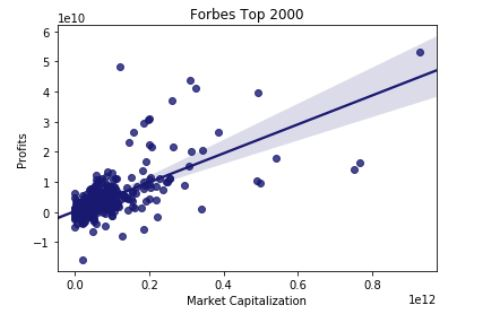 Forbes Top 2000
1e10
6
5
4
3
2
1
0
−1
Profits
0.0 0.2 0.4 0.6 0.8
Market Capitalization
1e12